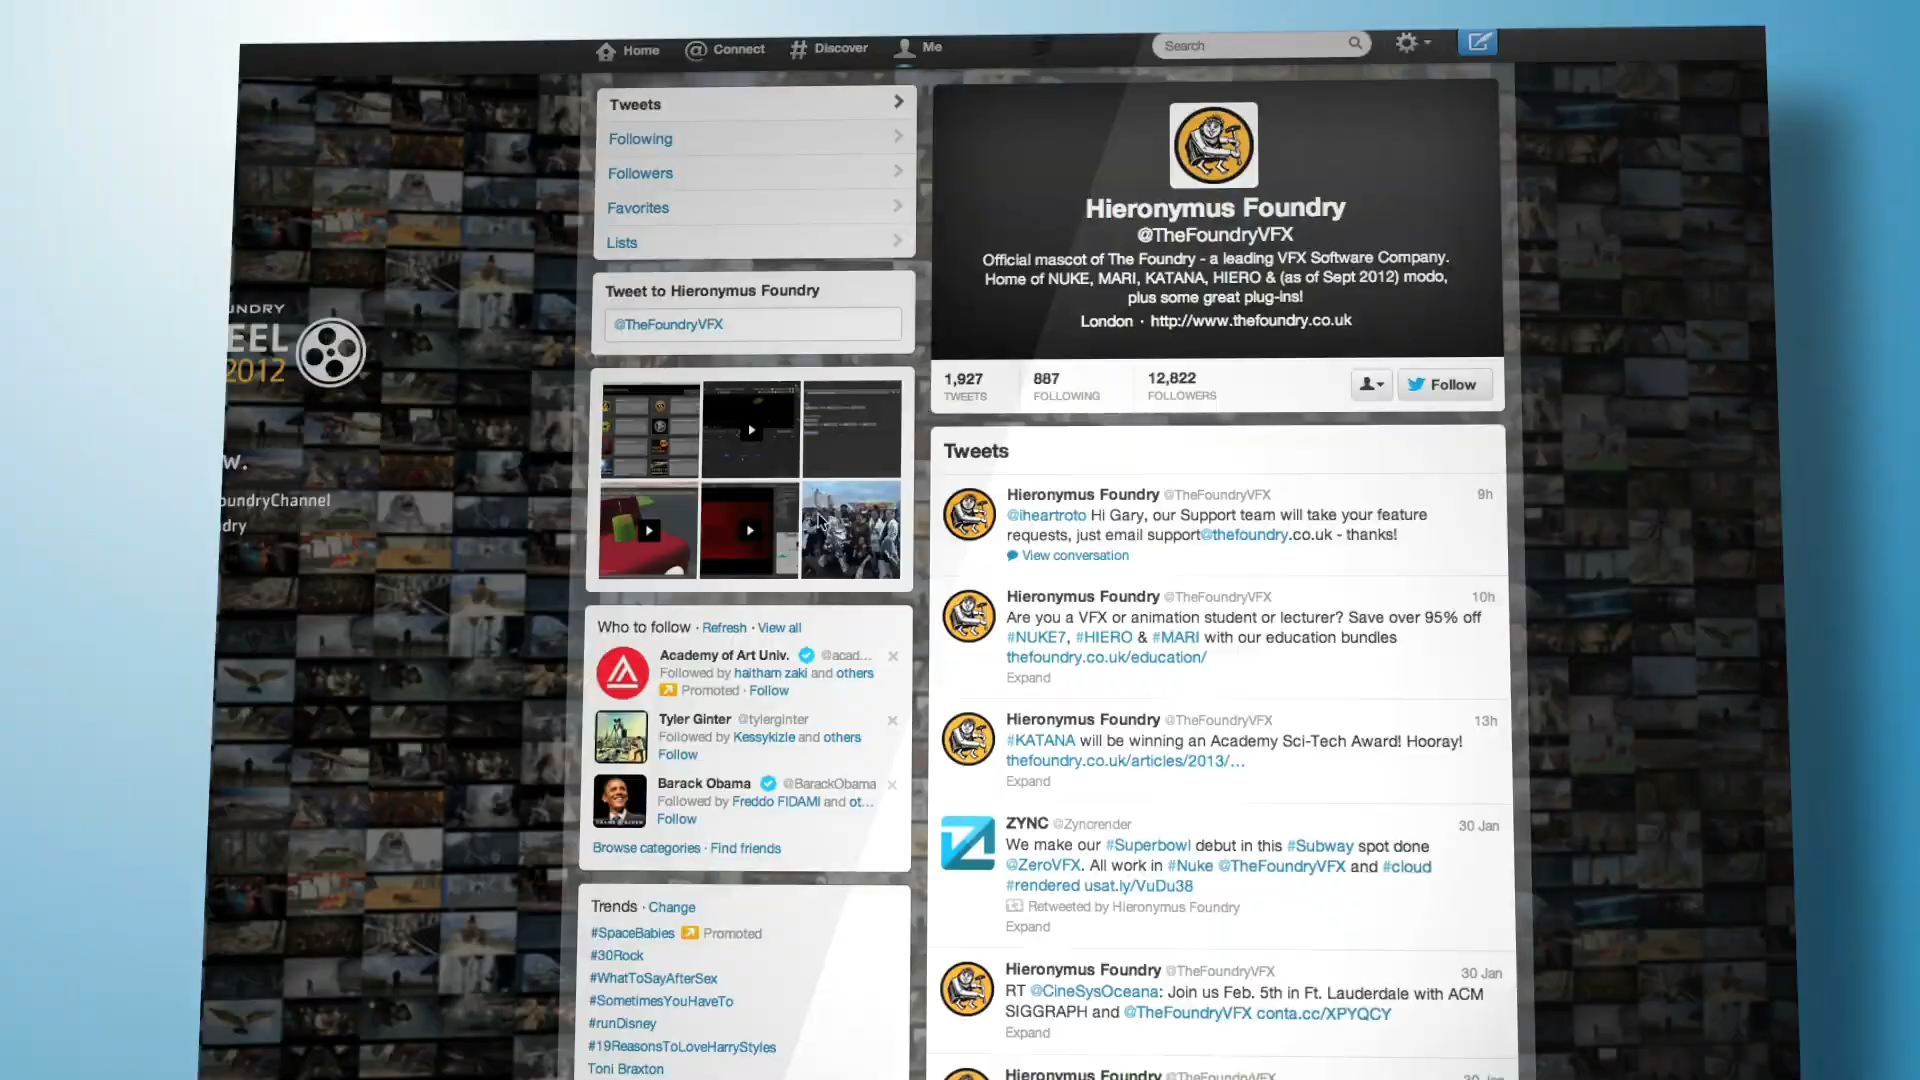 Home
Connect
Discover
Me
Search
UNDRY
EEL
2012
w.
oundryChannel
dry
Tweets
Following
Followers
Favorites
Lists
Tweet to Hieronymus Foundry
@TheFoundryVFX
Who to follow · Refresh · View all
Academy of Art Univ. @acad...
Followed by haitham zaki and others
Promoted · Follow
Tyler Ginter @tylerginter
Followed by Kessykizle and others
Follow
Barack Obama @BarackObama
Followed by Freddo FIDAMI and ot...
Follow
Browse categories · Find friends
Trends · Change
#SpaceBabies Promoted
#30Rock
#WhatToSayAfterSex
#SometimesYouHaveTo
#runDisney
#19ReasonsToLoveHarryStyles
Toni Braxton
Hieronymus Foundry
@TheFoundryVFX
Official mascot of The Foundry - a leading VFX Software Company.
Home of NUKE, MARI, KATANA, HIERO & (as of Sept 2012) modo,
plus some great plug-ins!
London · http://www.thefoundry.co.uk
1,927
TWEETS
887
FOLLOWING
12,822
FOLLOWERS
Follow
Tweets
Hieronymus Foundry @TheFoundryVFX 9h
@iheartroto Hi Gary, our Support team will take your feature
requests, just email support@thefoundry.co.uk - thanks!
View conversation
Hieronymus Foundry @TheFoundryVFX 10h
Are you a VFX or animation student or lecturer? Save over 95% off
#NUKE7, #HIERO & #MARI with our education bundles
thefoundry.co.uk/education/
Expand
Hieronymus Foundry @TheFoundryVFX 13h
#KATANA will be winning an Academy Sci-Tech Award! Hooray!
thefoundry.co.uk/articles/2013/...
Expand
ZYNC @Zyncrender 30 Jan
We make our #Superbowl debut in this #Subway spot done
@ZeroVFX. All work in #Nuke @TheFoundryVFX and #cloud
#rendered usat.ly/VuDu38
Retweeted by Hieronymus Foundry
Expand
Hieronymus Foundry @TheFoundryVFX 30 Jan
RT @CineSysOceana: Join us Feb. 5th in Ft. Lauderdale with ACM
SIGGRAPH and @TheFoundryVFX conta.cc/XPYQCY
Expand
Hieronymus Foundry @TheFoundryVFX 30 Jan